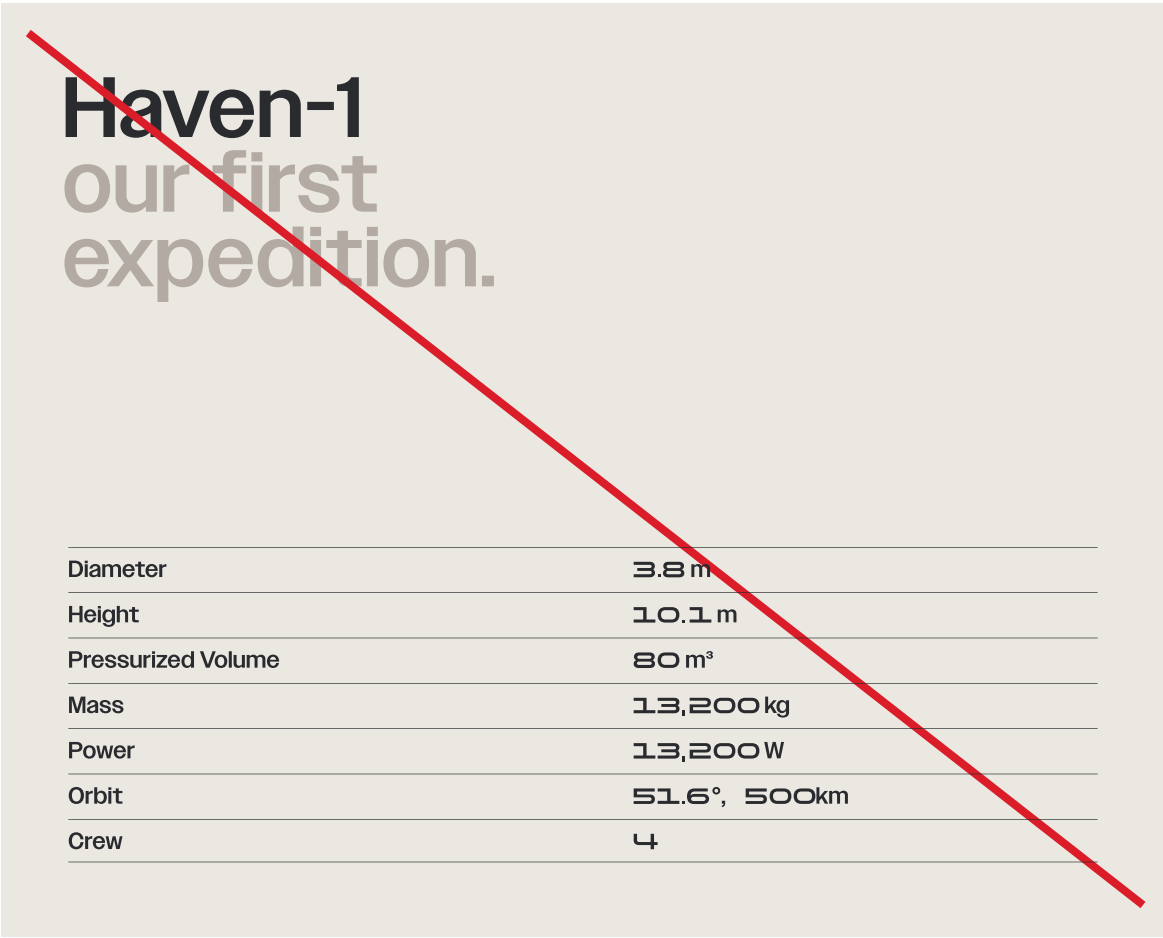 Haven-1
our first
expedition.
Diameter 3.8 m
Height 10.1 m
Pressurized Volume 80 m³
Mass 13,200 kg
Power 13,200 W
Orbit 51.6°, 500km
Crew 4